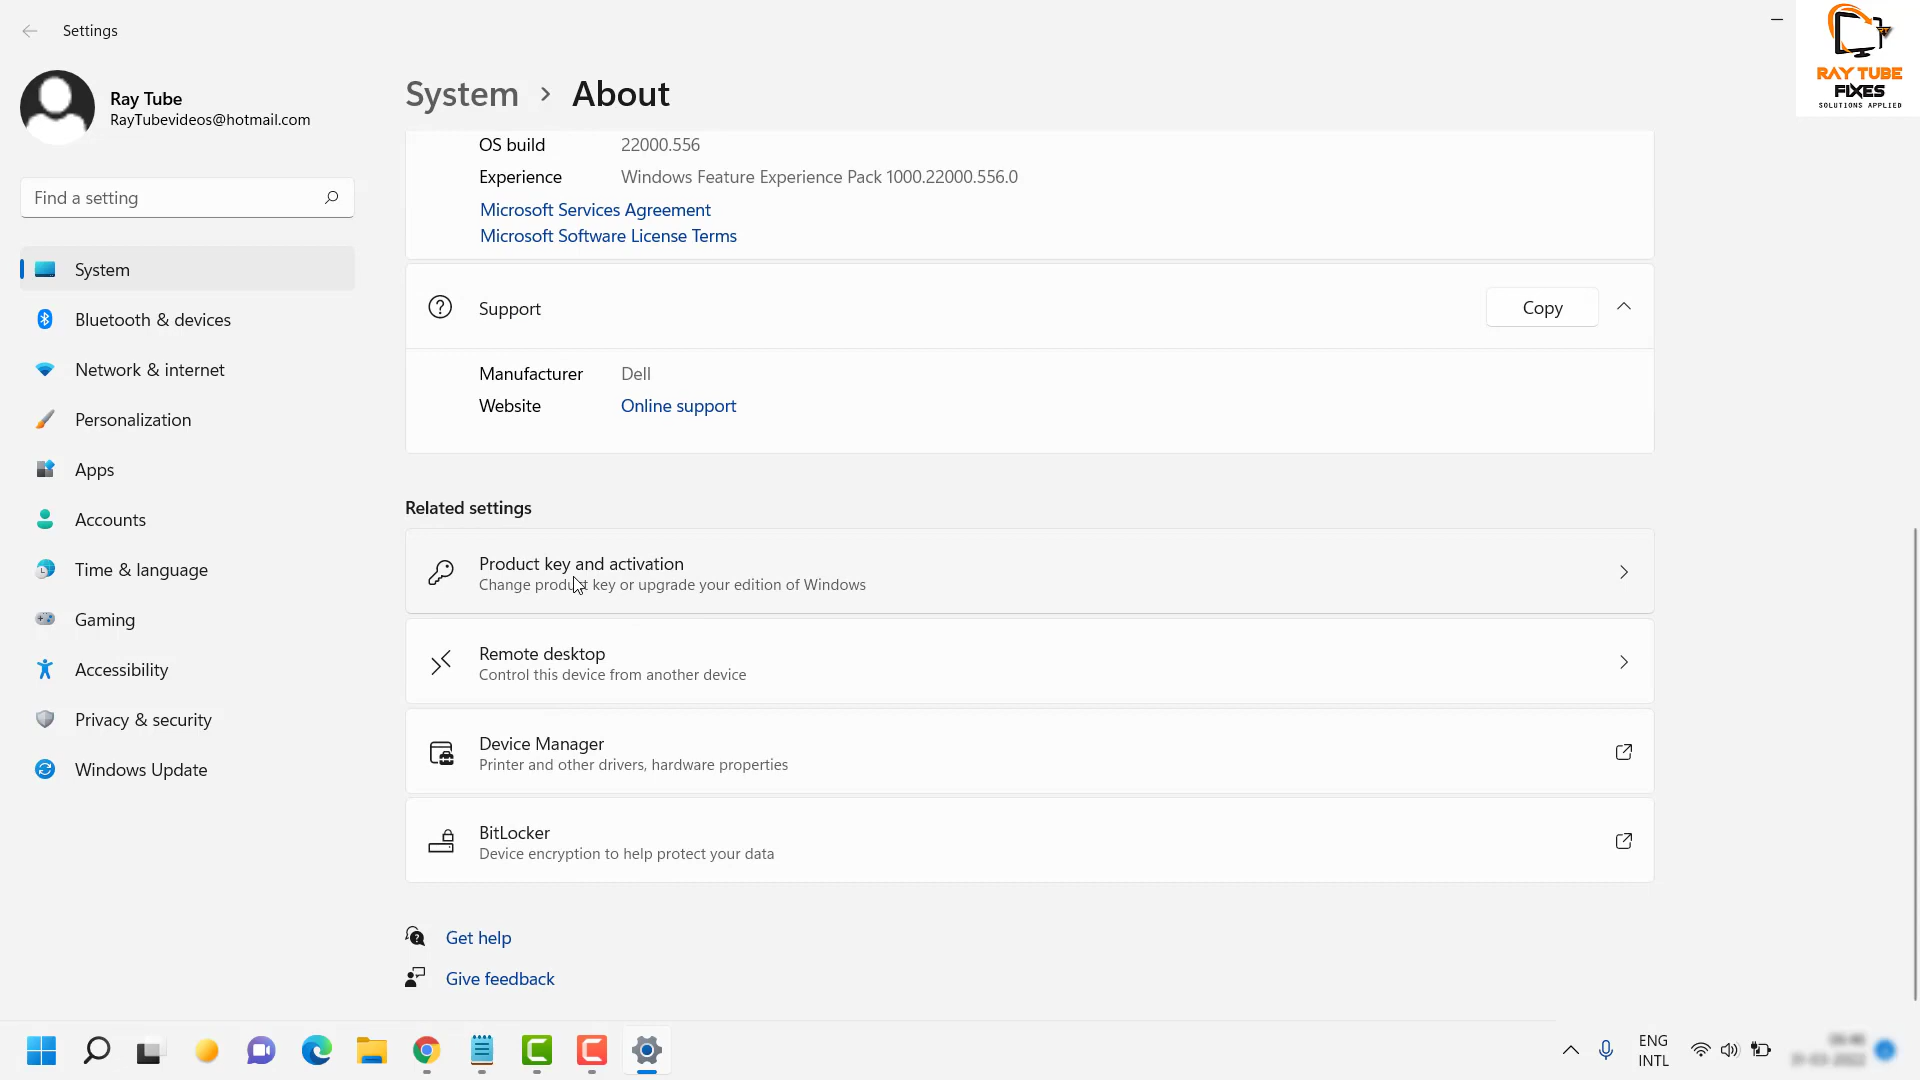 Settings
RAY TUBE
FIXES
SOLUTIONS APPLIED
Ray Tube
RayTubevideos@hotmail.com
Find a setting
System
Bluetooth & devices
Network & internet
Personalization
Apps
Accounts
Time & language
Gaming
Accessibility
Privacy & security
Windows Update
System > About
OS build 22000.556
Experience Windows Feature Experience Pack 1000.22000.556.0
Microsoft Services Agreement
Microsoft Software License Terms
Support Copy
Manufacturer Dell
Website Online support
Related settings
Product key and activation
Change product key or upgrade your edition of Windows
Remote desktop
Control this device from another device
Device Manager
Printer and other drivers, hardware properties
BitLocker
Device encryption to help protect your data
Get help
Give feedback
ENG
INTL